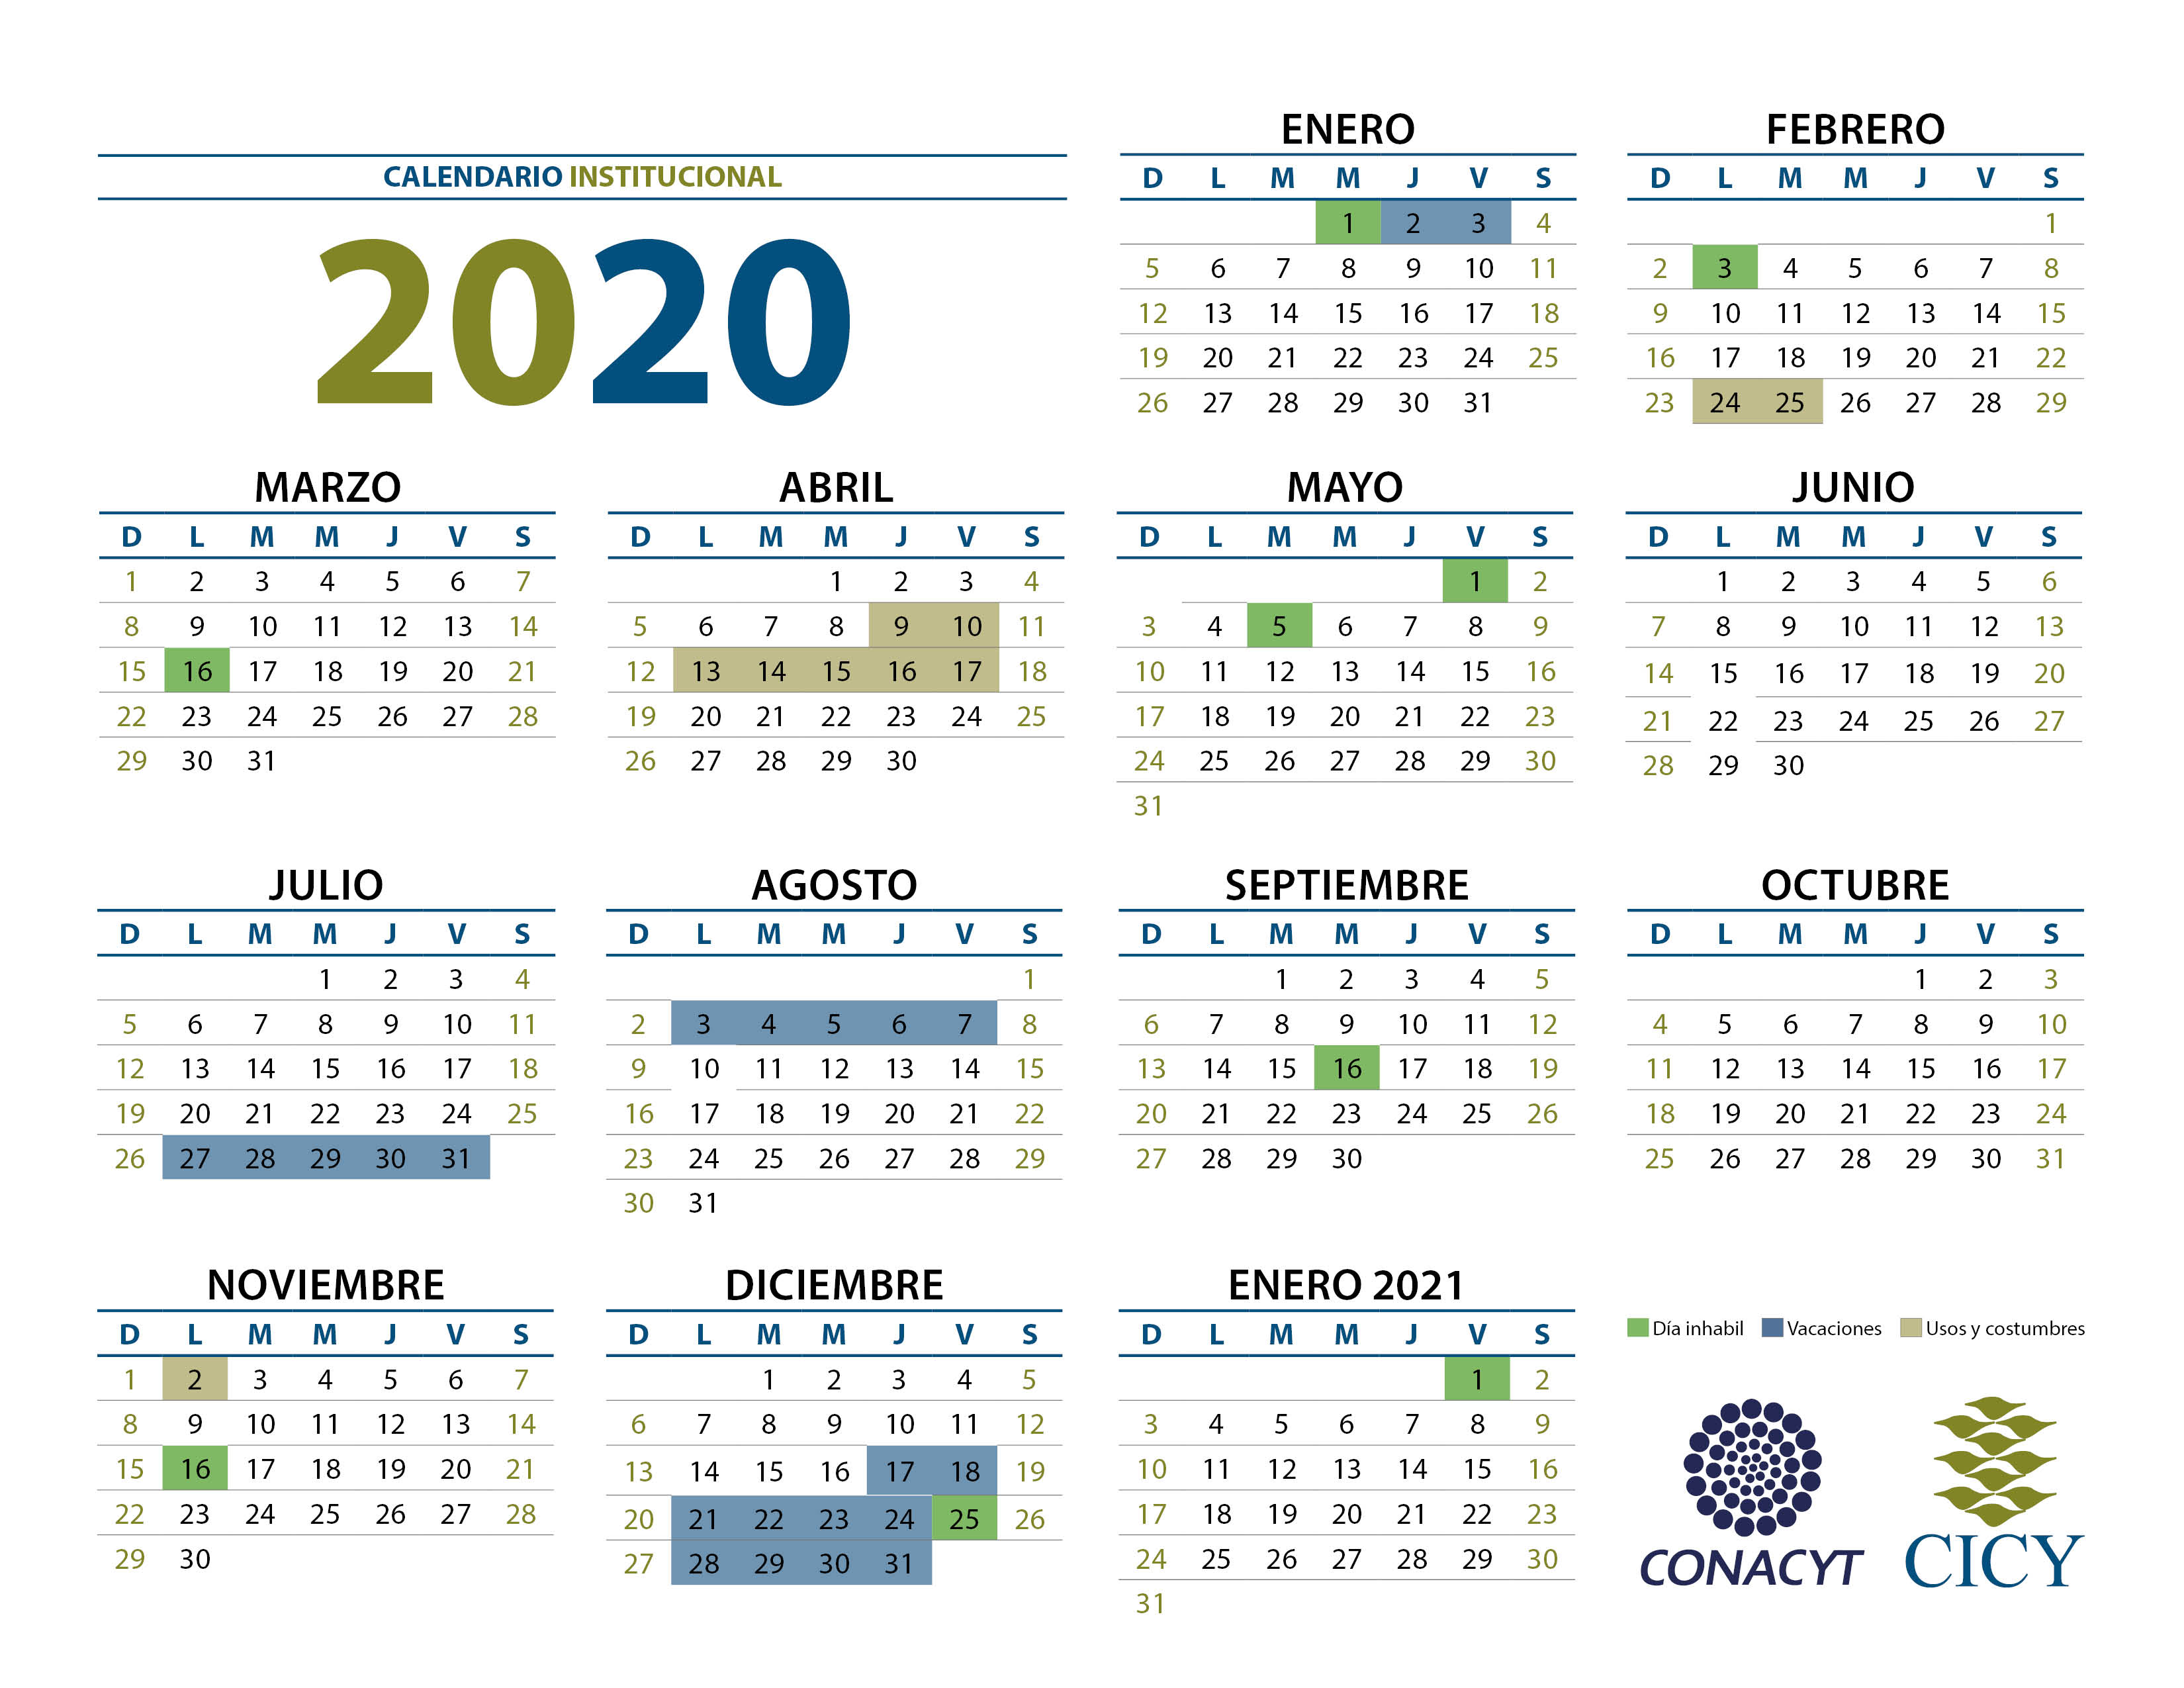 CALENDARIO INSTITUCIONAL
2020
ENERO
D L M M J V S
1 2 3 4
5 6 7 8 9 10 11
12 13 14 15 16 17 18
19 20 21 22 23 24 25
26 27 28 29 30 31
FEBRERO
D L M M J V S
1
2 3 4 5 6 7 8
9 10 11 12 13 14 15
16 17 18 19 20 21 22
23 24 25 26 27 28 29
MARZO
D L M M J V S
1 2 3 4 5 6 7
8 9 10 11 12 13 14
15 16 17 18 19 20 21
22 23 24 25 26 27 28
29 30 31
ABRIL
D L M M J V S
1 2 3 4
5 6 7 8 9 10 11
12 13 14 15 16 17 18
19 20 21 22 23 24 25
26 27 28 29 30
MAYO
D L M M J V S
1 2
3 4 5 6 7 8 9
10 11 12 13 14 15 16
17 18 19 20 21 22 23
24 25 26 27 28 29 30
31
JUNIO
D L M M J V S
1 2 3 4 5 6
7 8 9 10 11 12 13
14 15 16 17 18 19 20
21 22 23 24 25 26 27
28 29 30
JULIO
D L M M J V S
1 2 3 4
5 6 7 8 9 10 11
12 13 14 15 16 17 18
19 20 21 22 23 24 25
26 27 28 29 30 31
AGOSTO
D L M M J V S
1
2 3 4 5 6 7 8
9 10 11 12 13 14 15
16 17 18 19 20 21 22
23 24 25 26 27 28 29
30 31
SEPTIEMBRE
D L M M J V S
1 2 3 4 5
6 7 8 9 10 11 12
13 14 15 16 17 18 19
20 21 22 23 24 25 26
27 28 29 30
OCTUBRE
D L M M J V S
1 2 3
4 5 6 7 8 9 10
11 12 13 14 15 16 17
18 19 20 21 22 23 24
25 26 27 28 29 30 31
NOVIEMBRE
D L M M J V S
1 2 3 4 5 6 7
8 9 10 11 12 13 14
15 16 17 18 19 20 21
22 23 24 25 26 27 28
29 30
DICIEMBRE
D L M M J V S
1 2 3 4 5
6 7 8 9 10 11 12
13 14 15 16 17 18 19
20 21 22 23 24 25 26
27 28 29 30 31
ENERO 2021
D L M M J V S
1 2
3 4 5 6 7 8 9
10 11 12 13 14 15 16
17 18 19 20 21 22 23
24 25 26 27 28 29 30
31
Día inhabil Vacaciones Usos y costumbres
CONACYT CICY